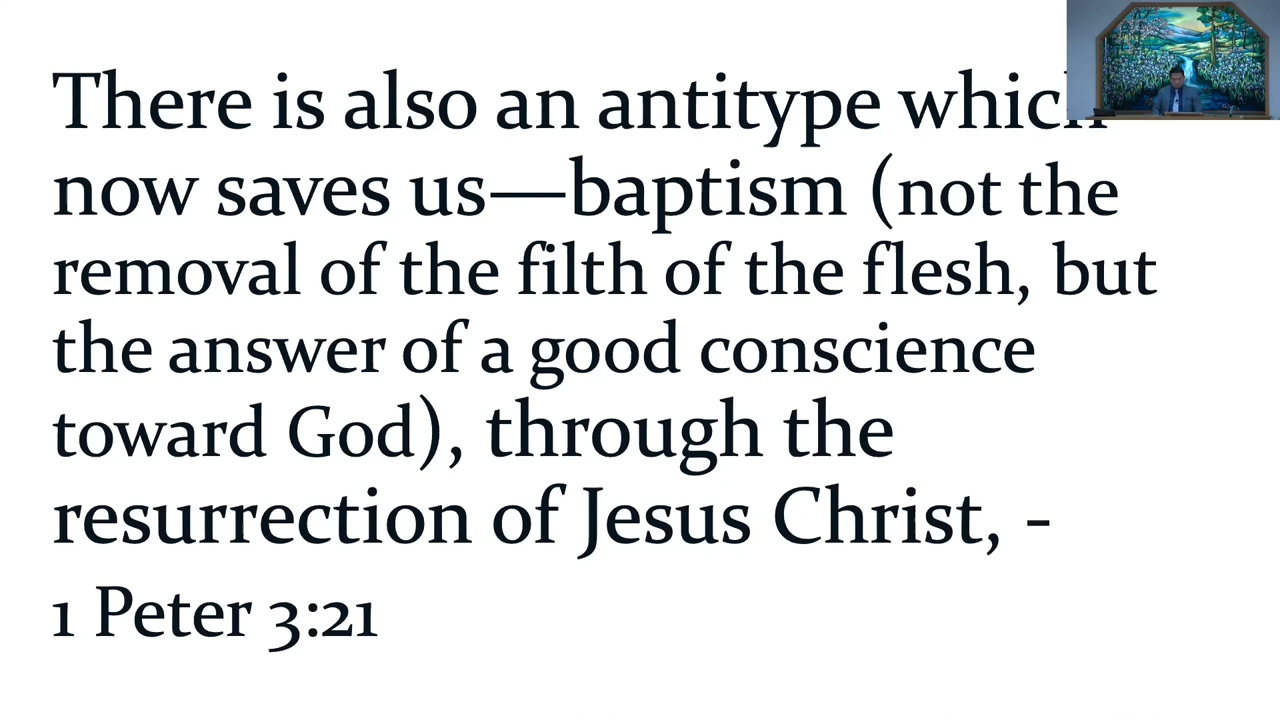 There is also an antitype which
now saves us—baptism (not the
removal of the filth of the flesh, but
the answer of a good conscience
toward God), through the
resurrection of Jesus Christ, -
1 Peter 3:21